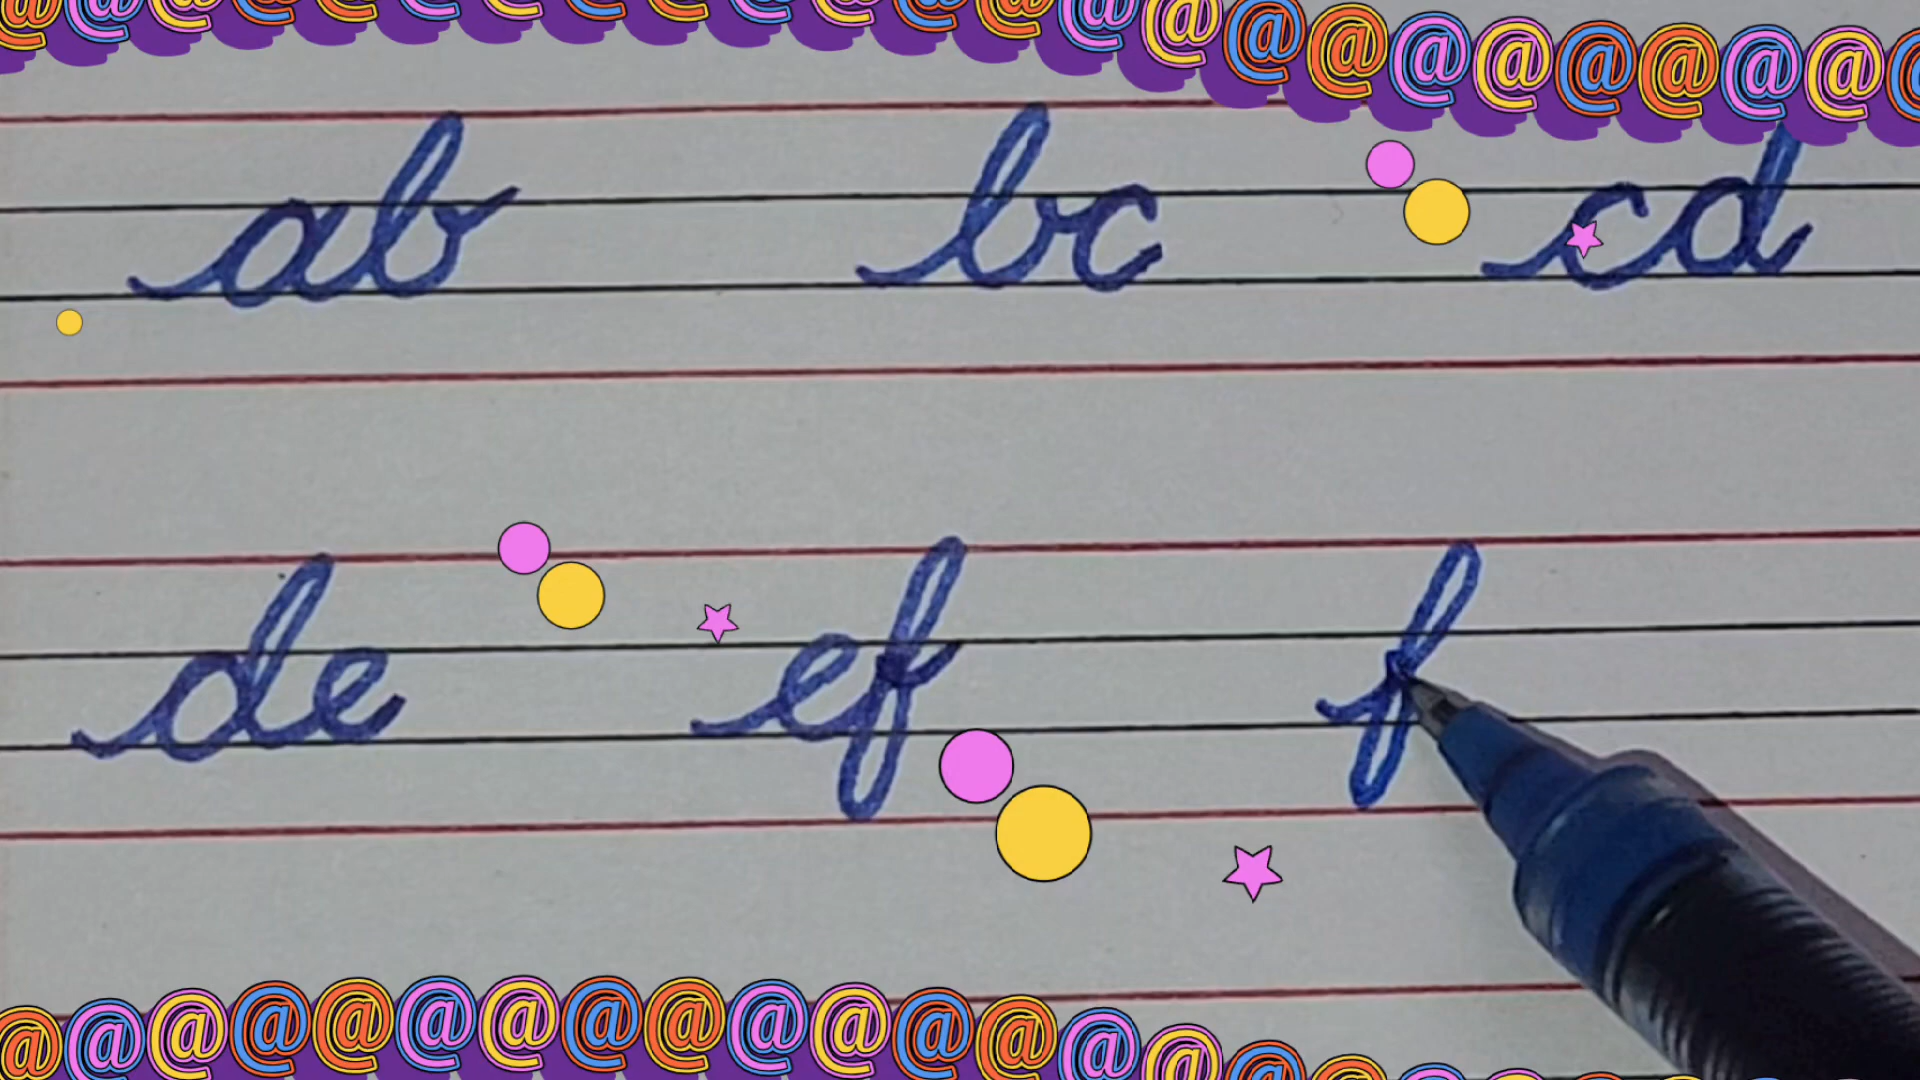 ab bc cd
de ef f